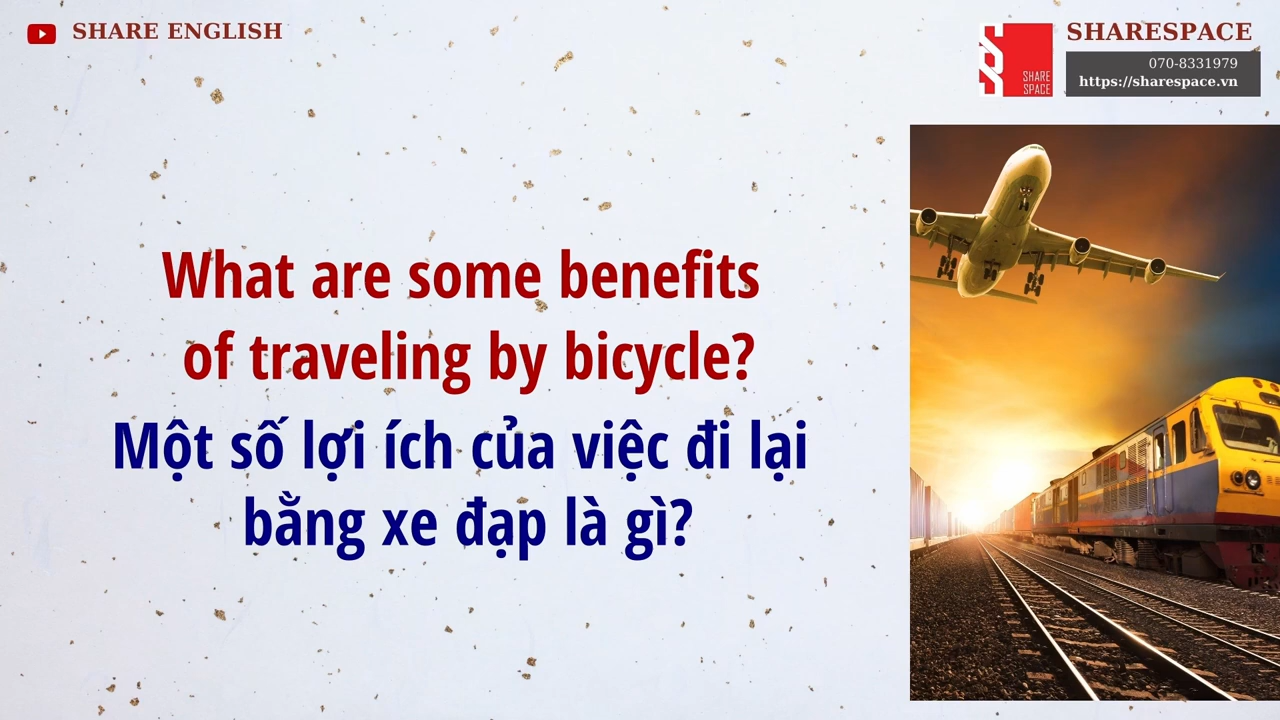 SHARE ENGLISH
SHARE
SPACE
SHARESPACE
070-8331979
https://sharespace.vn
What are some benefits
of traveling by bicycle?
Một số lợi ích của việc đi lại
bằng xe đạp là gì?